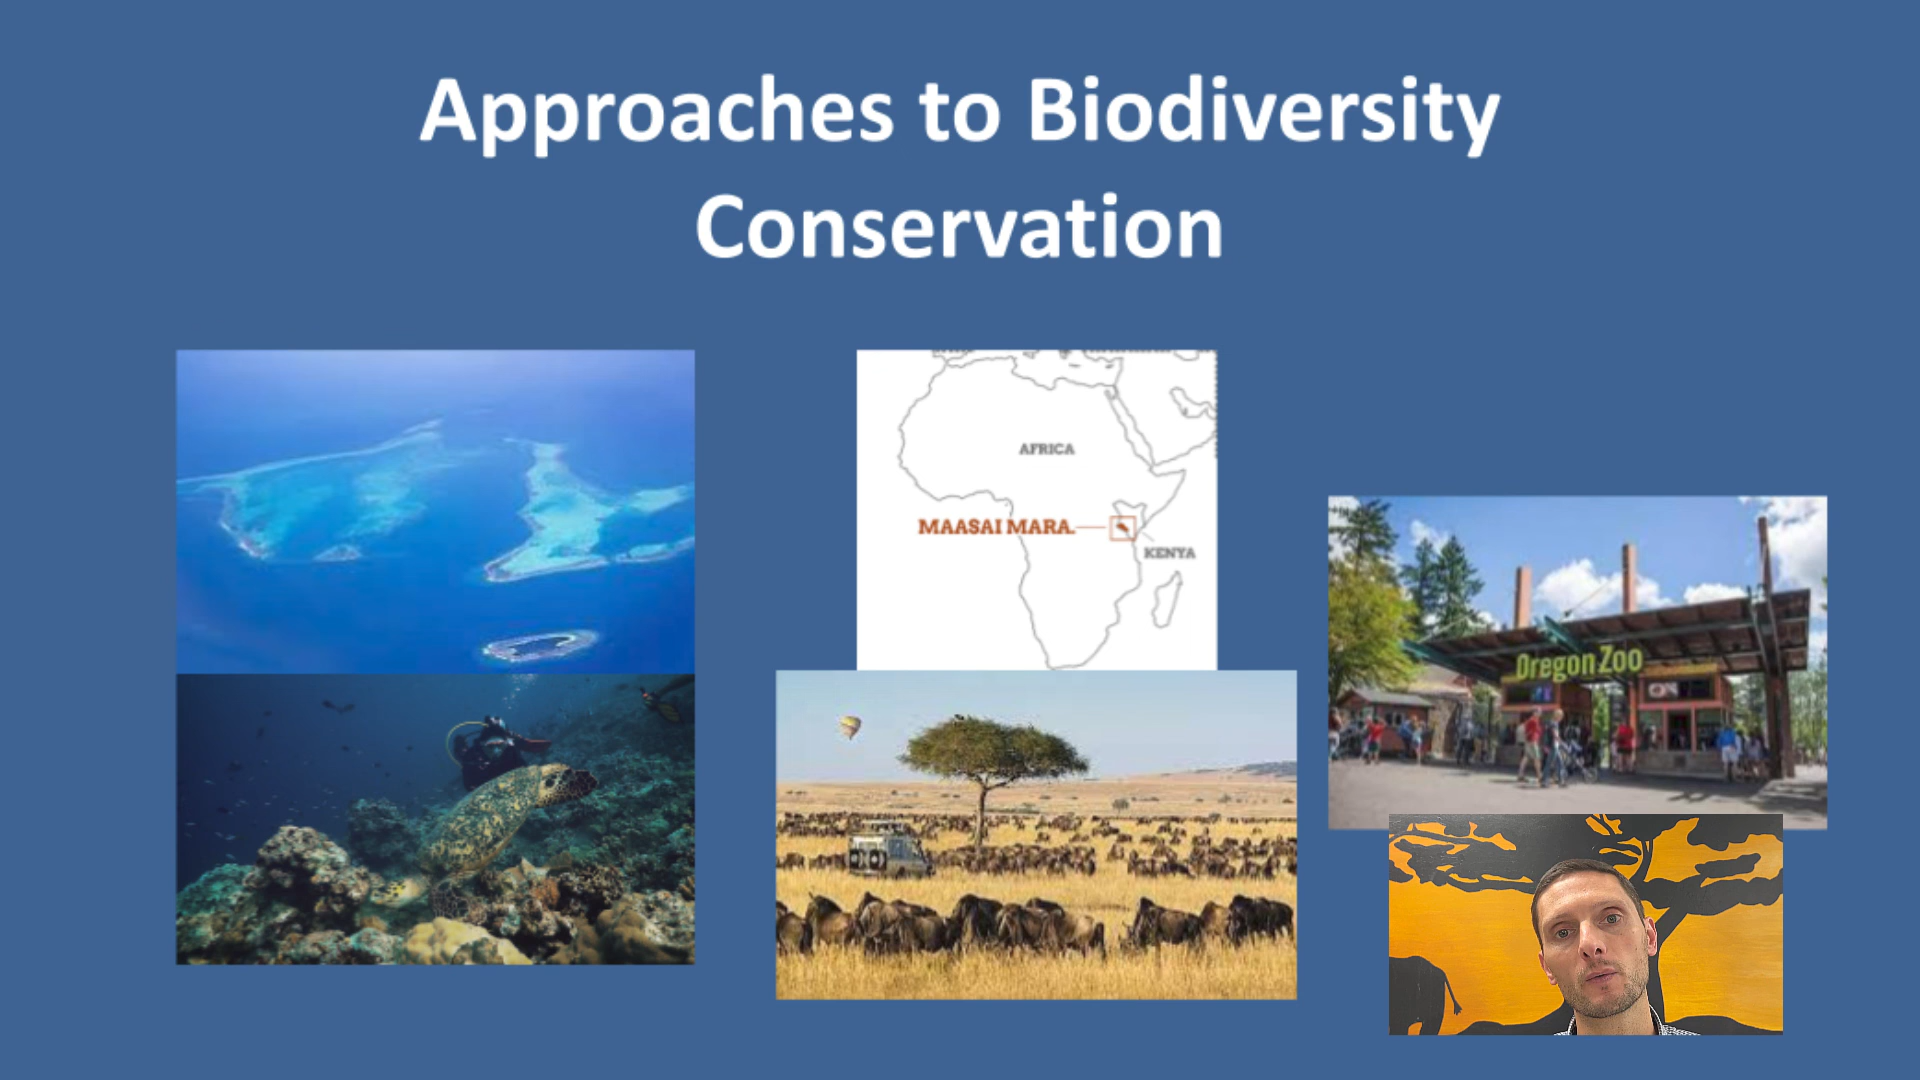 Approaches to Biodiversity
Conservation
AFRICA
MAASAI MARA
KENYA
Oregon Zoo